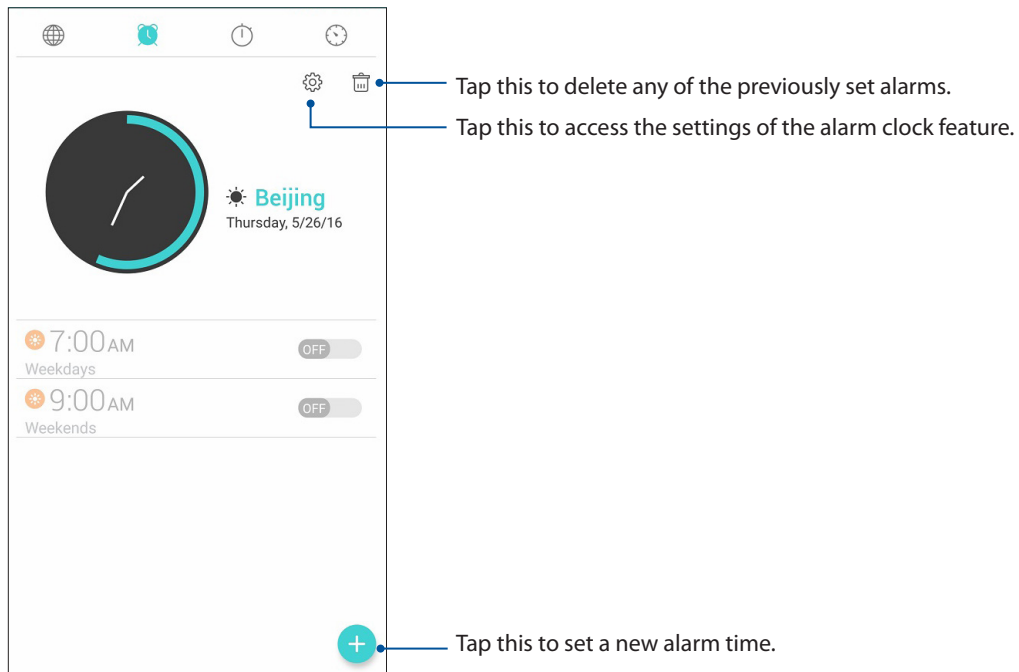 Tap this to delete any of the previously set alarms.
Tap this to access the settings of the alarm clock feature.
Beijing
Thursday, 5/26/16
7:00AM
OFF
Weekdays
9:00AM
OFF
Weekends
Tap this to set a new alarm time.